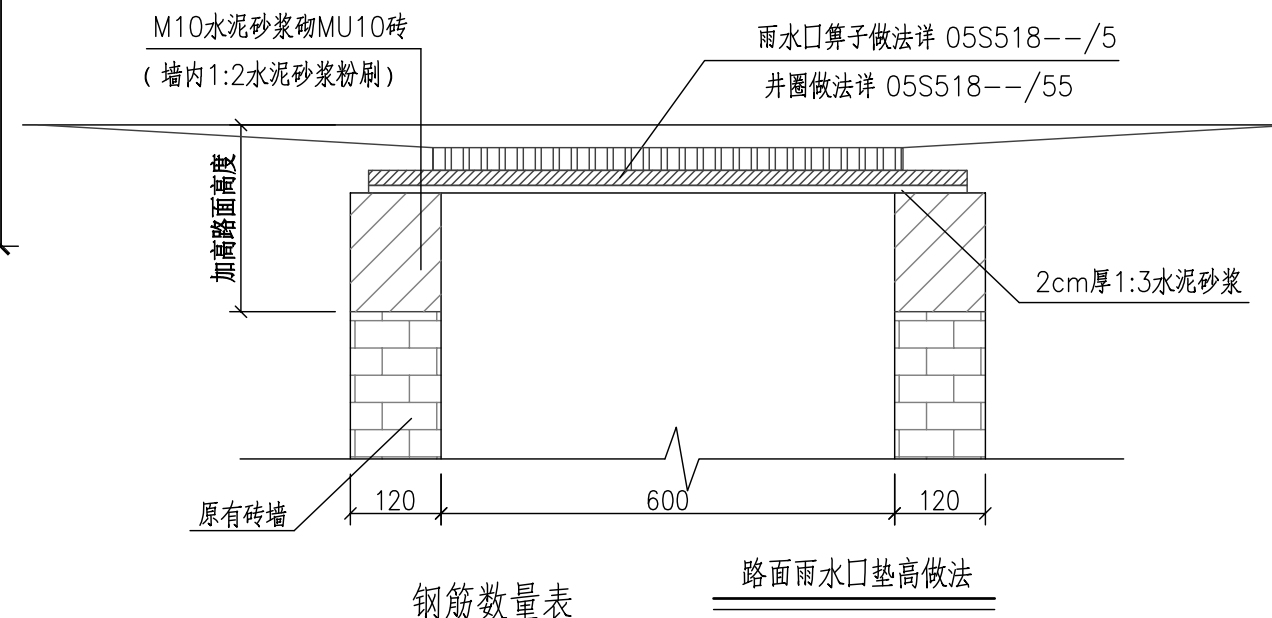 M10水泥砂浆砌MU10砖
（墙内1:2水泥砂浆粉刷）
雨水口箅子做法详 05S518--/5
井圈做法详 05S518--/55
加高路面高度
2cm厚1:3水泥砂浆
原有砖墙
120
600
120
路面雨水口垫高做法
钢筋数量表